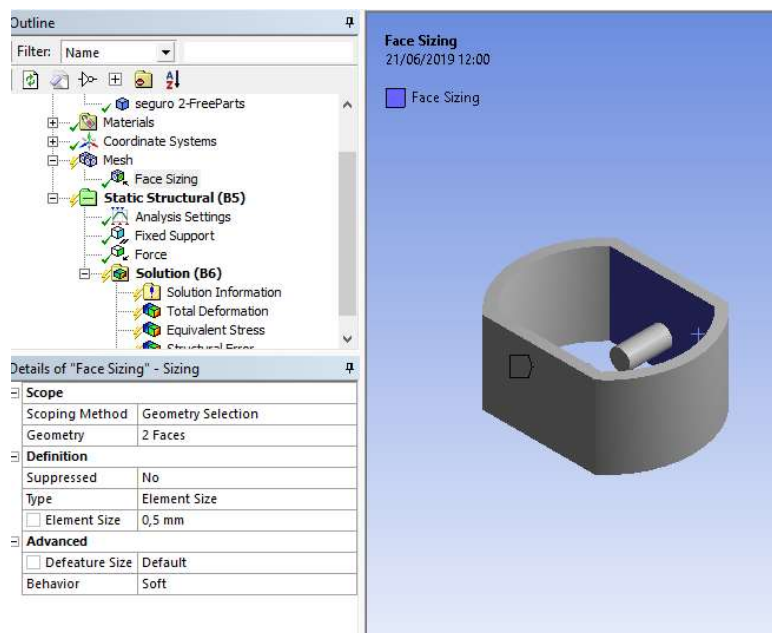 Outline
Filter: Name
seguro 2-FreeParts
Materials
Coordinate Systems
Mesh
Face Sizing
Static Structural (B5)
Analysis Settings
Fixed Support
Force
Solution (B6)
Solution Information
Total Deformation
Equivalent Stress
Structural Error
Details of "Face Sizing" - Sizing
Scope
Scoping Method Geometry Selection
Geometry 2 Faces
Definition
Suppressed No
Type Element Size
Element Size 0,5 mm
Advanced
Defeature Size Default
Behavior Soft
Face Sizing
21/06/2019 12:00
Face Sizing